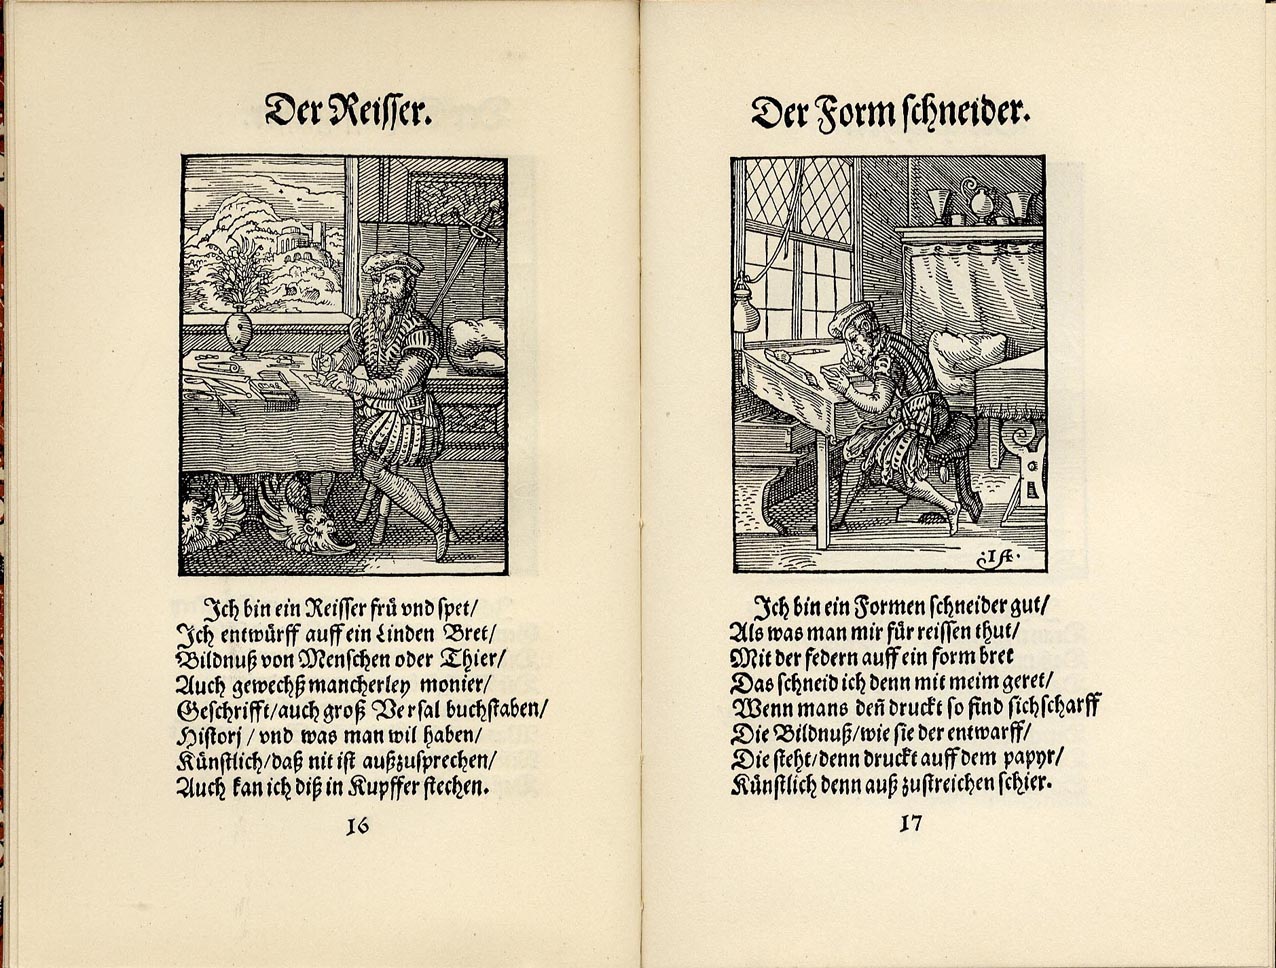 Der Reisser.
Ich bin ein Reisser frü vnd spet/
Ich entwürff auff ein Linden Bret/
Bildnuß von Menschen oder Thier/
Auch gewechß mancherley monier/
Geschrifft/auch groß Versal buchstaben/
Historj/vnd was man wil haben/
Künstlich/daß nit ist außzusprechen/
Auch kan ich diß in Kupffer stechen.
16
Der Formschneider.
IA
Ich bin ein Formen schneider gut/
Als was man mir für reissen thut/
Mit der federn auff ein form bret
Das schneid ich denn mit meim geret/
Wenn mans deñ druckt so find sich scharff
Die Bildnuß/wie sie der entwarff/
Die steht/denn druckt auff dem papyr/
Künstlich denn auß zustreichen schier.
17